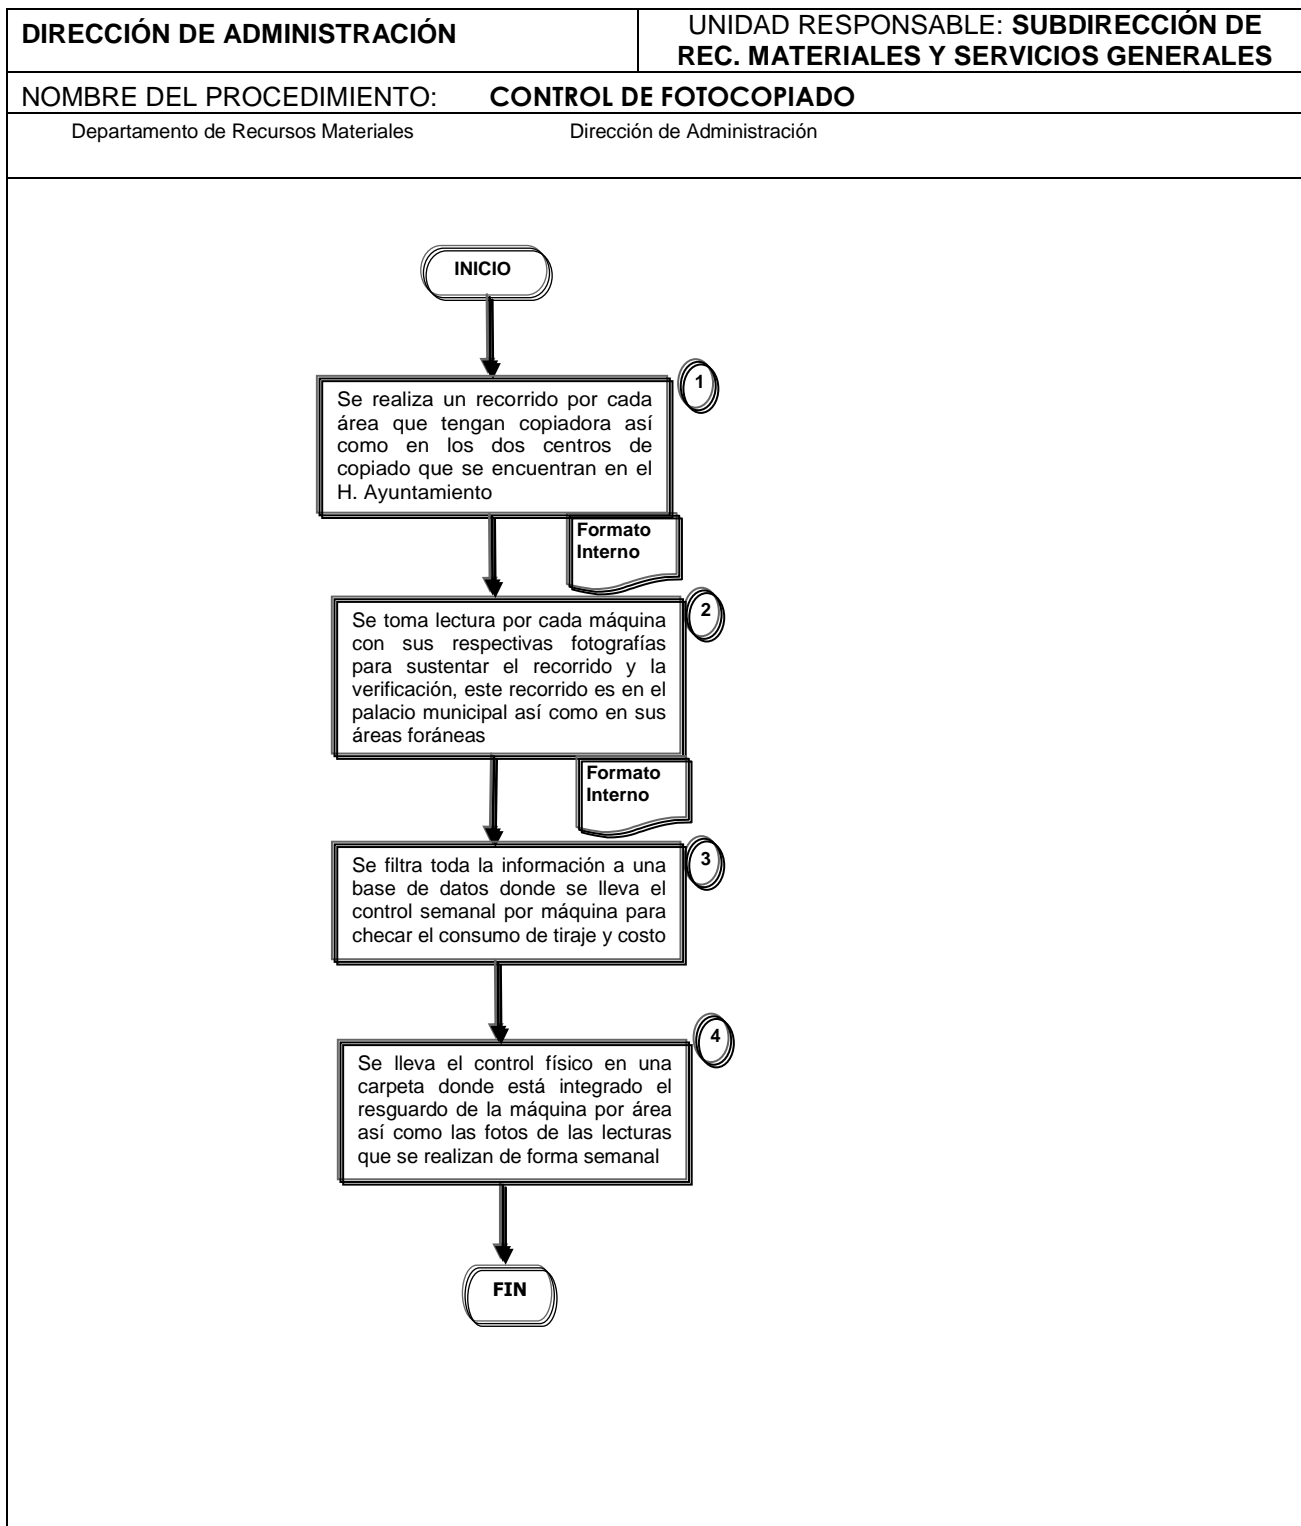 DIRECCIÓN DE ADMINISTRACIÓN
UNIDAD RESPONSABLE: SUBDIRECCIÓN DE
REC. MATERIALES Y SERVICIOS GENERALES
NOMBRE DEL PROCEDIMIENTO: CONTROL DE FOTOCOPIADO
Departamento de Recursos Materiales
Dirección de Administración
INICIO
1
Se realiza un recorrido por cada
área que tengan copiadora así
como en los dos centros de
copiado que se encuentran en el
H. Ayuntamiento
Formato
Interno
2
Se toma lectura por cada máquina
con sus respectivas fotografías
para sustentar el recorrido y la
verificación, este recorrido es en el
palacio municipal así como en sus
áreas foráneas
Formato
Interno
3
Se filtra toda la información a una
base de datos donde se lleva el
control semanal por máquina para
checar el consumo de tiraje y costo
4
Se lleva el control físico en una
carpeta donde está integrado el
resguardo de la máquina por área
así como las fotos de las lecturas
que se realizan de forma semanal
FIN